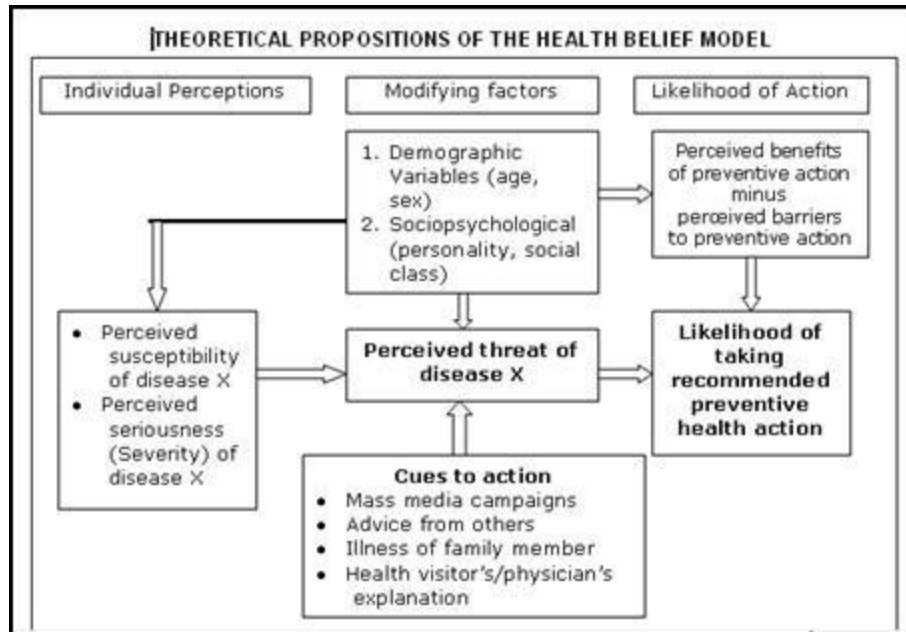 THEORETICAL PROPOSITIONS OF THE HEALTH BELIEF MODEL
Individual Perceptions
Modifying factors
Likelihood of Action
1. Demographic
Variables (age,
sex)
2. Sociopsychological
(personality, social
class)
Perceived benefits
of preventive action
minus
perceived barriers
to preventive action
• Perceived
susceptibility
of disease X
• Perceived
seriousness
(Severity) of
disease X
Perceived threat of
disease X
Likelihood of
taking
recommended
preventive
health action
Cues to action
• Mass media campaigns
• Advice from others
• Illness of family member
• Health visitor's/physician's
explanation